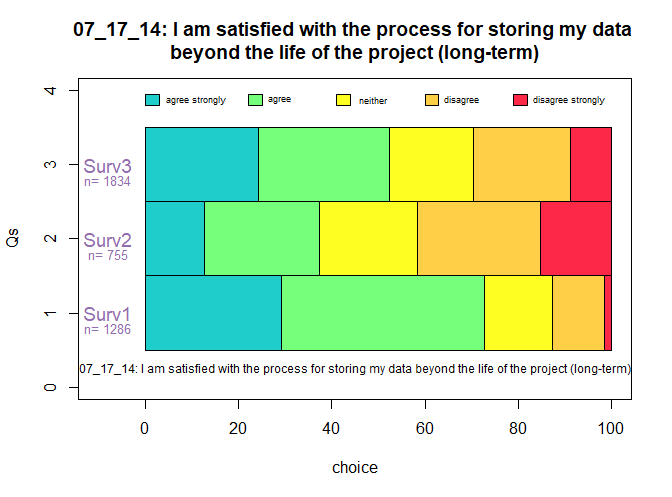 07_17_14: I am satisfied with the process for storing my data
beyond the life of the project (long-term)
agree strongly
agree
neither
disagree
disagree strongly
4
3
2
1
0
Qs
Surv3
n= 1834
Surv2
n= 755
Surv1
n= 1286
07_17_14: I am satisfied with the process for storing my data beyond the life of the project (long-term)
0
20
40
60
80
100
choice